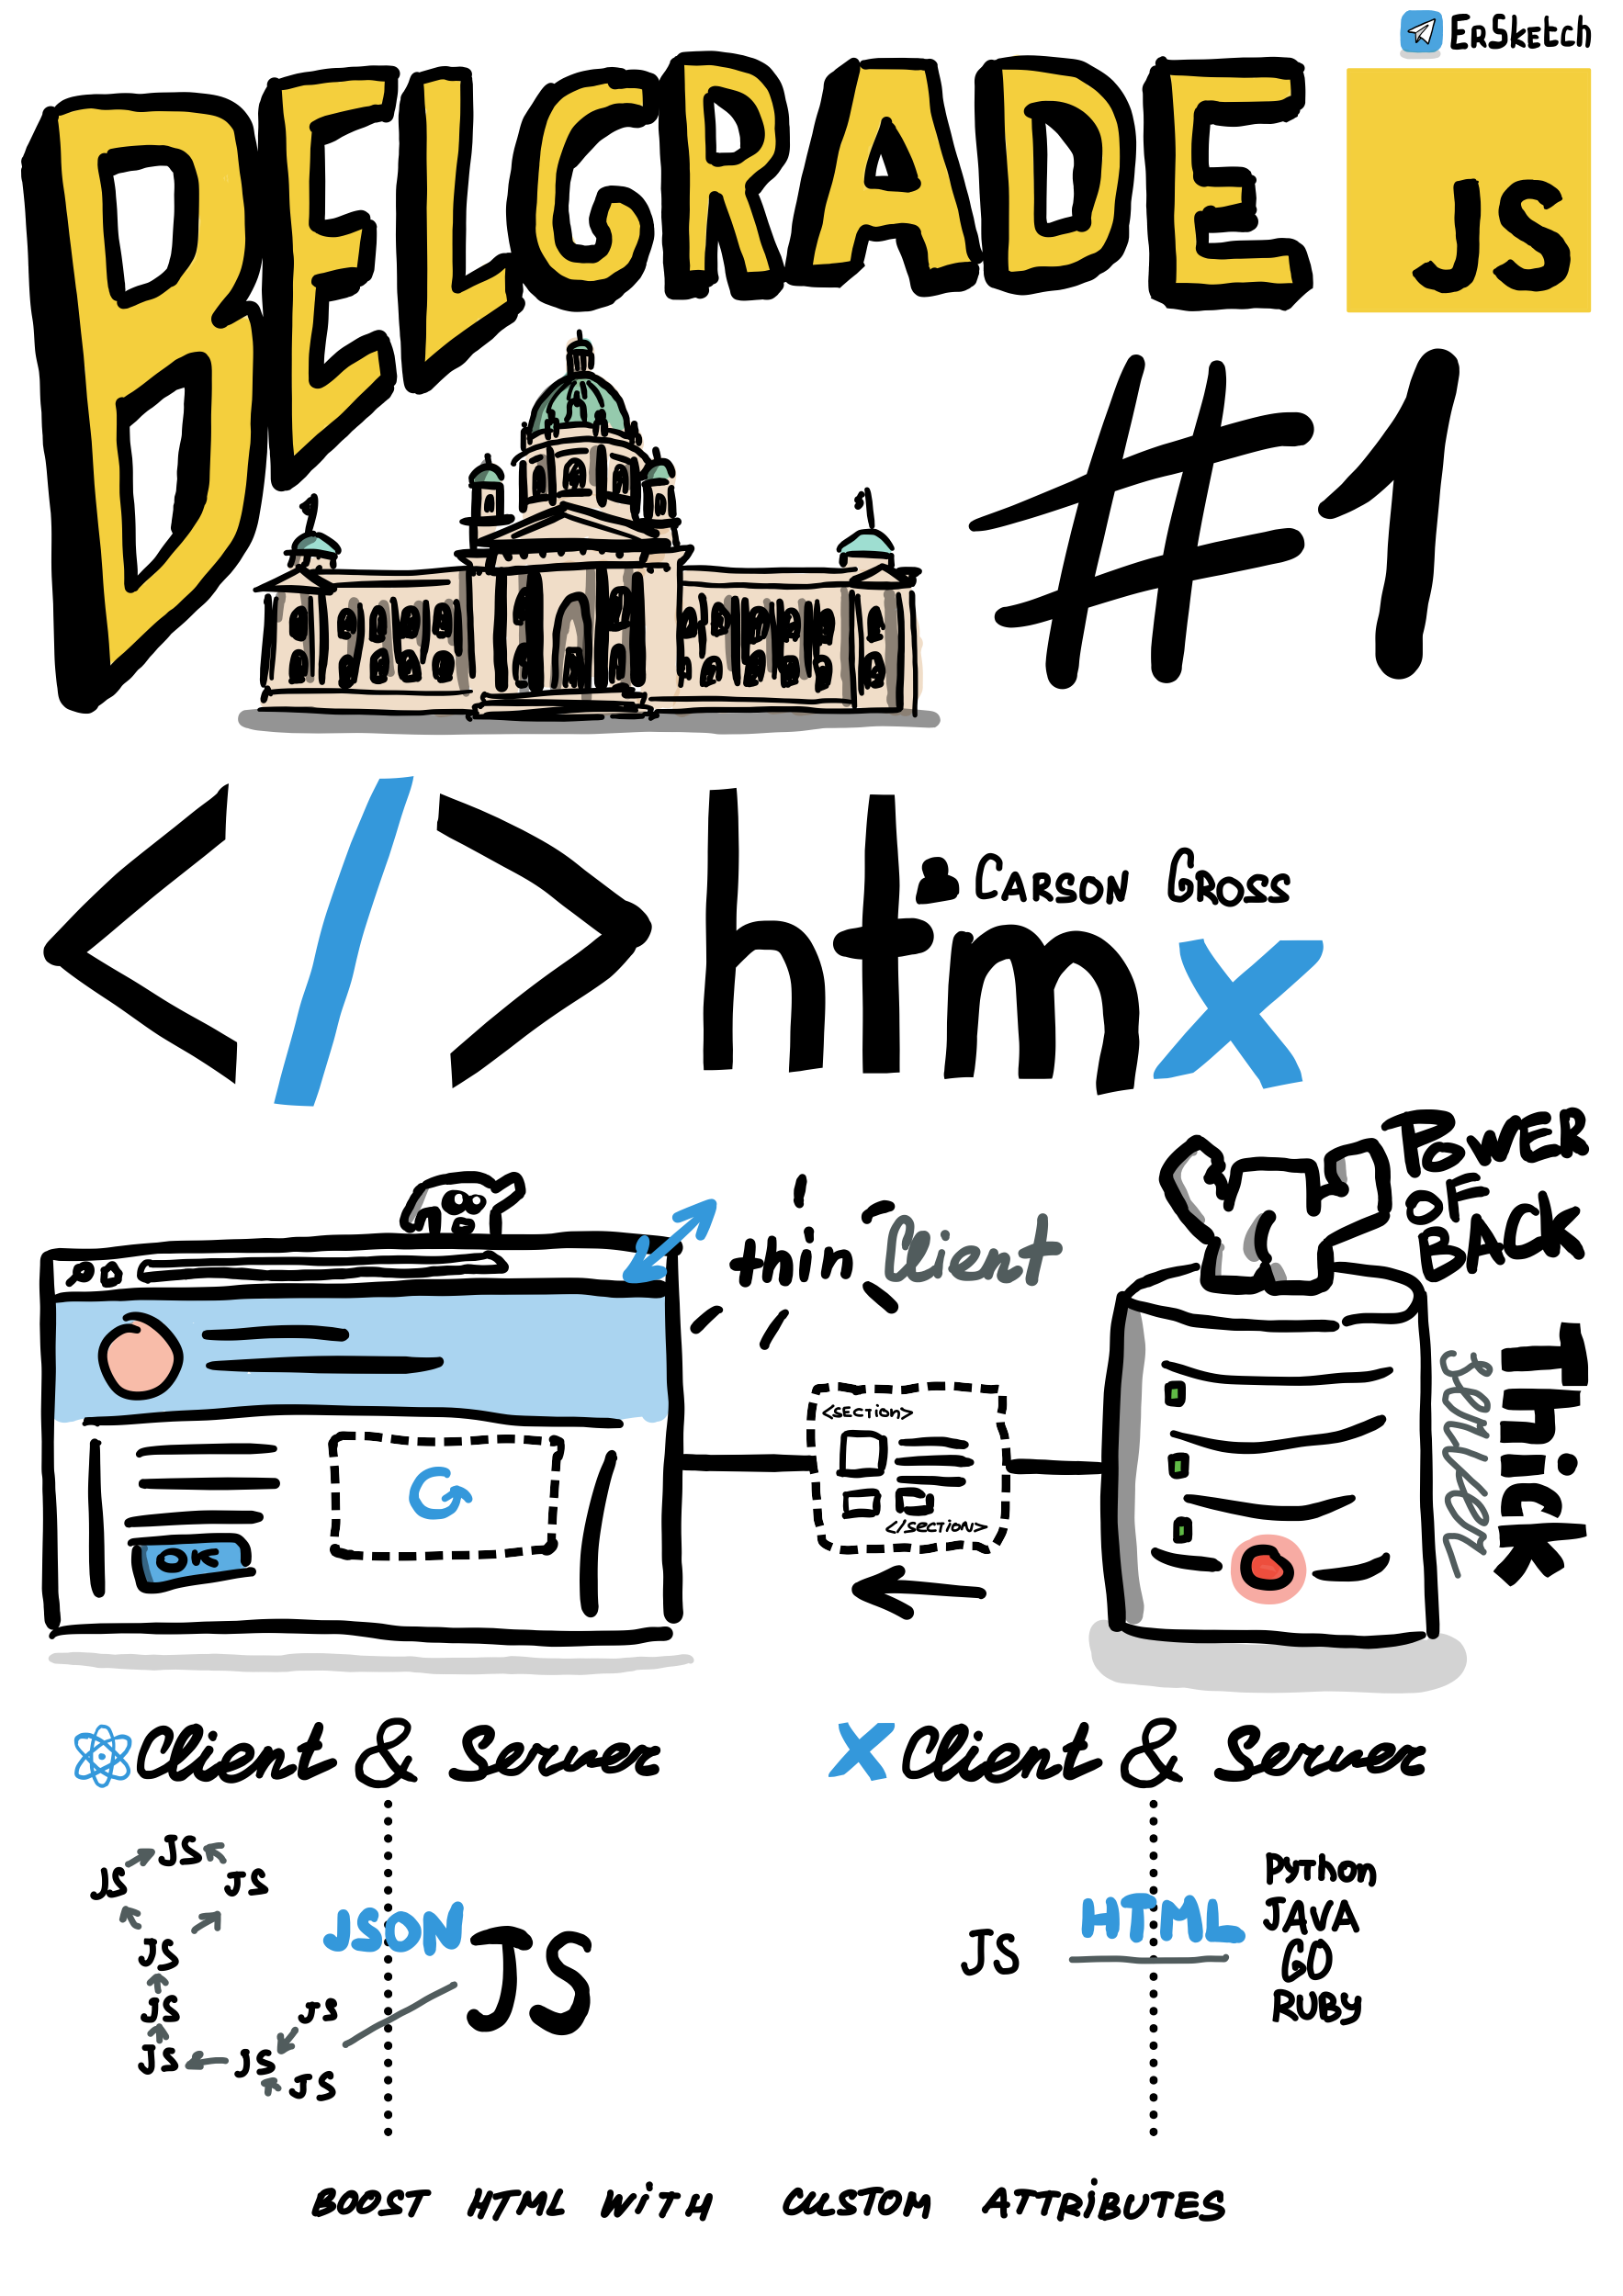 ErSketch
BELGRADE
JS
#1
</> htmx
Carson Gross
Power
of
Back
thin Client
Thick
server
<section>
</section>
OK
Client & Server
JS
JS
JS
JS
JS
JS
JS
JS
JS
JSON
JS
X Client & Server
JS
HTML
Python
JAVA
GO
RUBY
BOOST HTML WiTH CUSTOM ATTRiBUTES